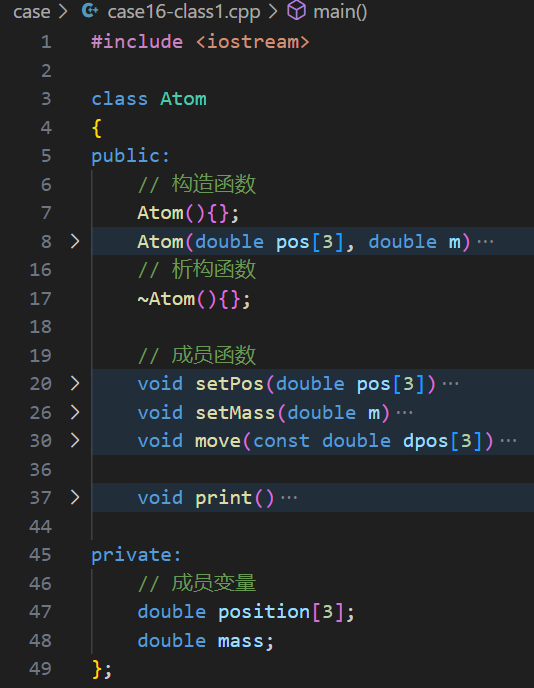 case > case16-class1.cpp > main()
1 #include <iostream>
2
3 class Atom
4 {
5 public:
6 // 构造函数
7 Atom(){};
8 Atom(double pos[3], double m)···
16 // 析构函数
17 ~Atom(){};
18
19 // 成员函数
20 void setPos(double pos[3])···
26 void setMass(double m)···
30 void move(const double dpos[3])···
36
37 void print()···
44
45 private:
46 // 成员变量
47 double position[3];
48 double mass;
49 };